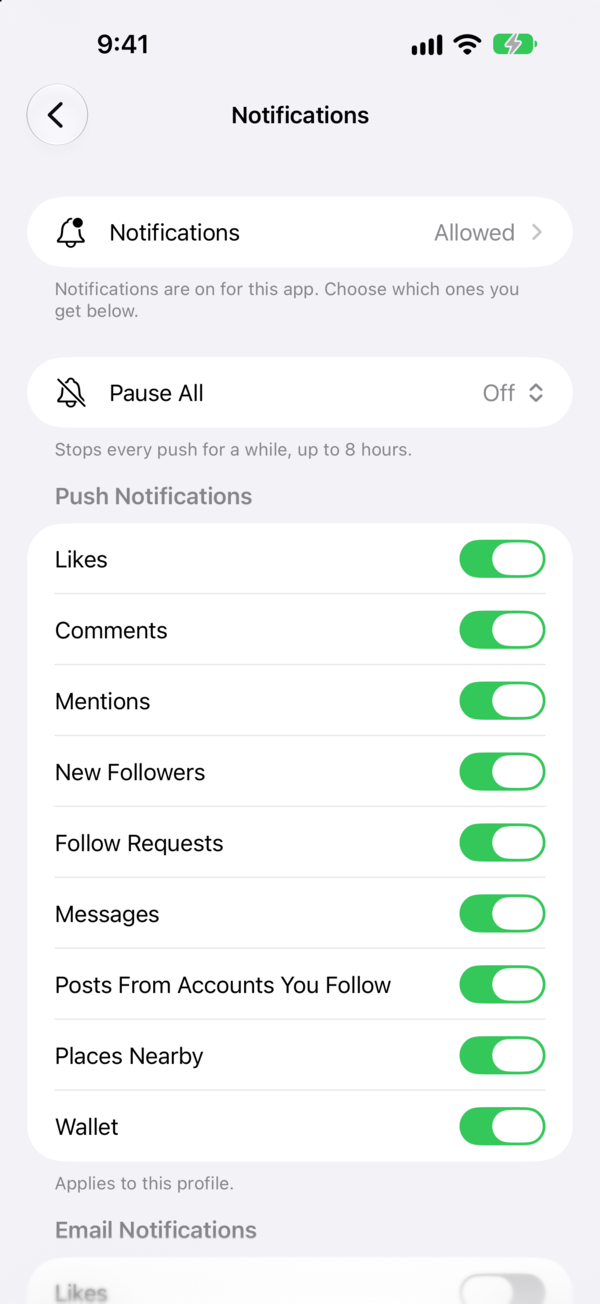 9:41
Notifications
Notifications
Allowed
Notifications are on for this app. Choose which ones you
get below.
Pause All
Off
Stops every push for a while, up to 8 hours.
Push Notifications
Likes
Comments
Mentions
New Followers
Follow Requests
Messages
Posts From Accounts You Follow
Places Nearby
Wallet
Applies to this profile.
Email Notifications
Likes